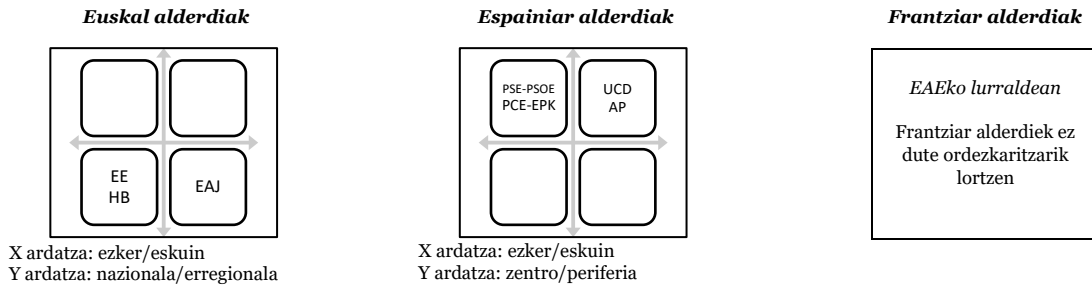 Euskal alderdiak
EE
HB
EAJ
X ardatza: ezker/eskuin
Y ardatza: nazionala/erregionala
Espainiar alderdiak
PSE-PSOE
PCE-EPK
UCD
AP
X ardatza: ezker/eskuin
Y ardatza: zentro/periferia
Frantziar alderdiak
EAEko lurraldean
Frantziar alderdiek ez
dute ordezkaritzarik
lortzen